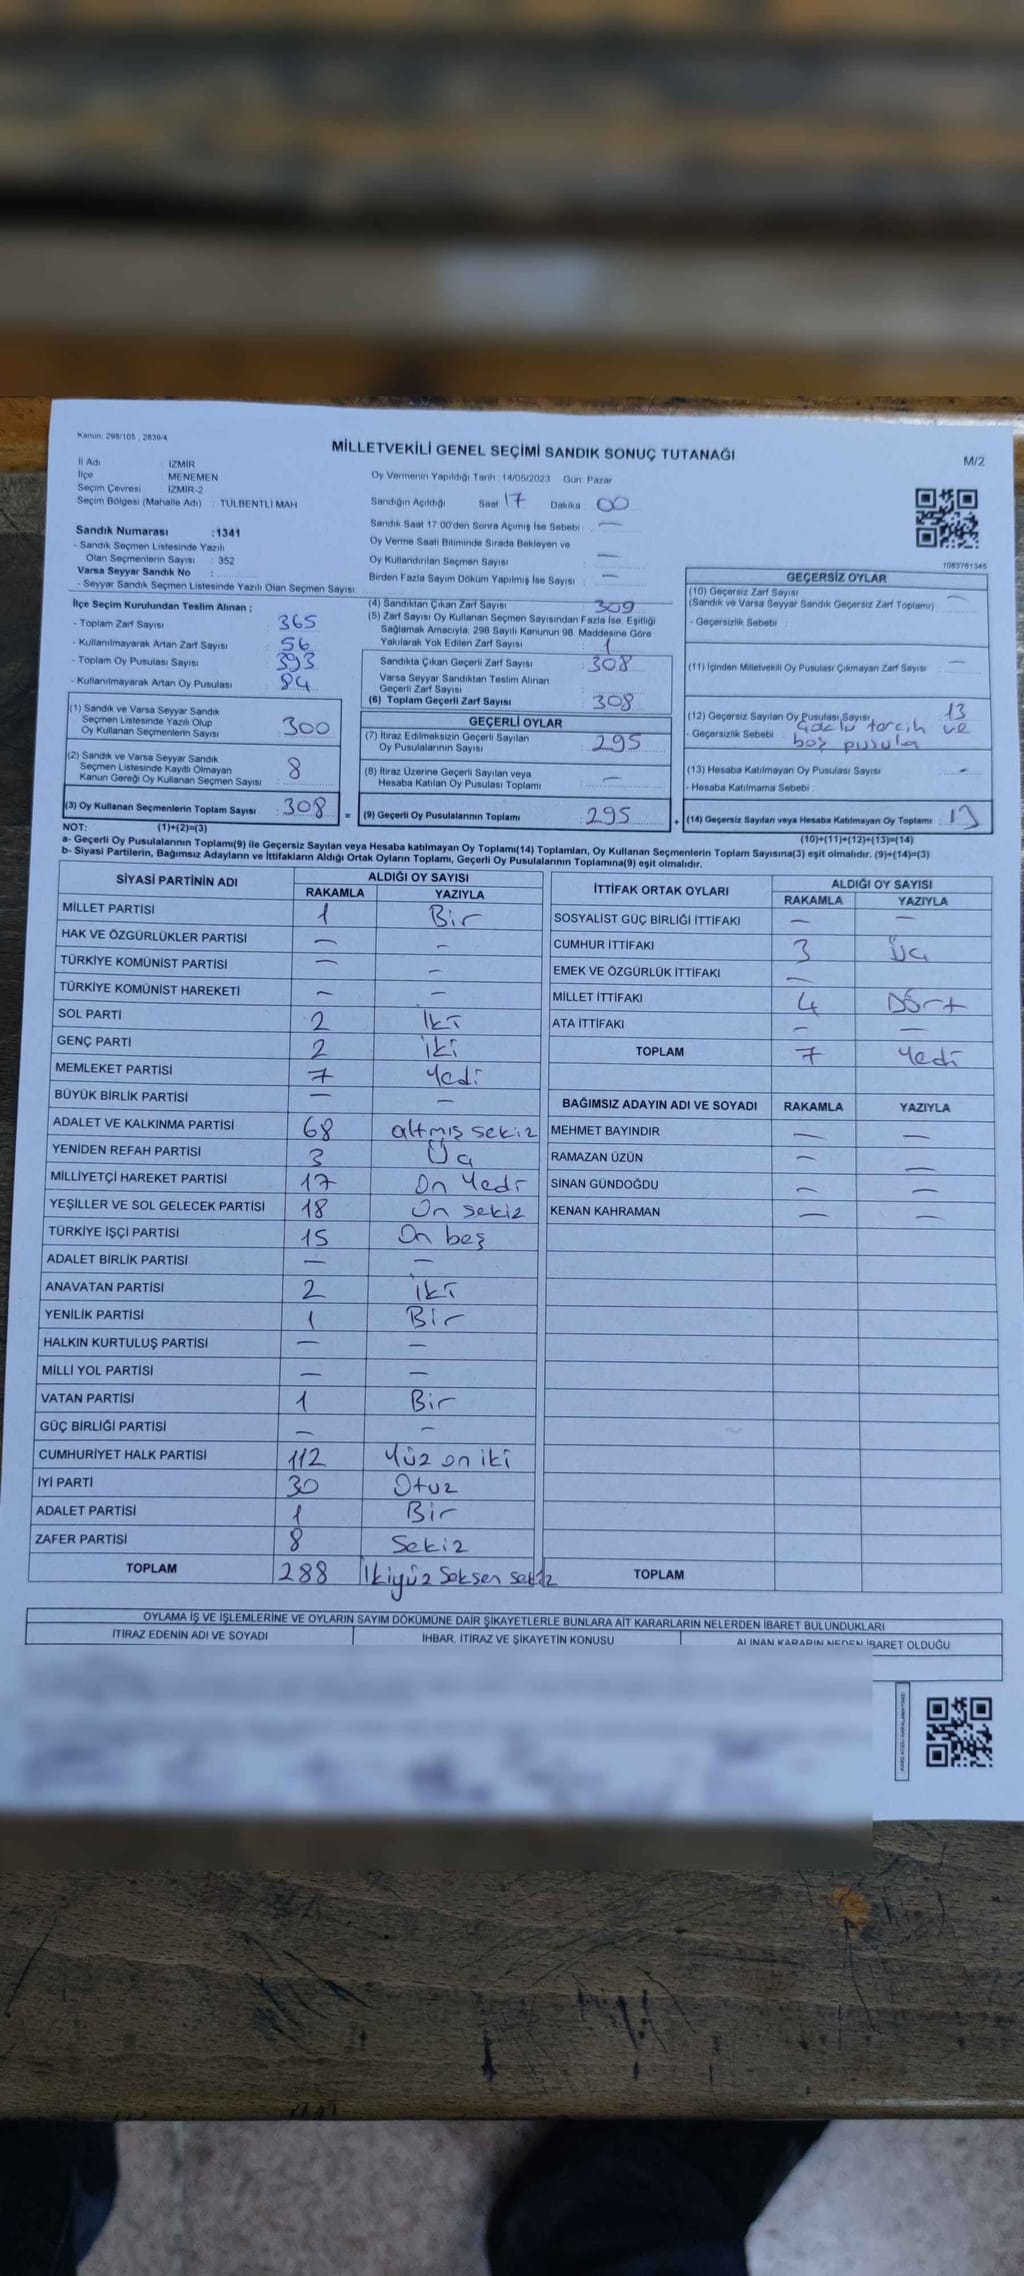 Kanun: 298/105 , 2839/4
MİLLETVEKİLİ GENEL SEÇİMİ SANDIK SONUÇ TUTANAĞI
M/2
İl Adı : İZMİR
İlçe : MENEMEN
Seçim Çevresi : İZMİR-2
Seçim Bölgesi (Mahalle Adı) : TÜLBENTLİ MAH
Oy Vermenin Yapıldığı Tarih : 14/05/2023 Gün: Pazar
Sandığın Açıldığı Saat 17 Dakika 00
Sandık Saat 17:00'den Sonra Açımış İse Sebebi : —
Oy Verme Saati Bitiminde Sırada Bekleyen ve
Oy Kullandırılan Seçmen Sayısı : —
Birden Fazla Sayım Döküm Yapılmış İse Sayısı : —
Sandık Numarası :1341
- Sandık Seçmen Listesinde Yazılı
Olan Seçmenlerin Sayısı : 352
Varsa Seyyar Sandık No :
- Seyyar Sandık Seçmen Listesinde Yazılı Olan Seçmen Sayısı:
1083761345
İlçe Seçim Kurulundan Teslim Alınan ;
- Toplam Zarf Sayısı : 365
- Kullanılmayarak Artan Zarf Sayısı : 56
- Toplam Oy Pusulası Sayısı : 393
- Kullanılmayarak Artan Oy Pusulası : 84
(1) Sandık ve Varsa Seyyar Sandık
Seçmen Listesinde Yazılı Olup
Oy Kullanan Seçmenlerin Sayısı : 300
(2) Sandık ve Varsa Seyyar Sandık
Seçmen Listesinde Kayıtlı Olmayan
Kanun Gereği Oy Kullanan Seçmen Sayısı : 8
(3) Oy Kullanan Seçmenlerin Toplam Sayısı : 308
(4) Sandıktan Çıkan Zarf Sayısı : 309
(5) Zarf Sayısı Oy Kullanan Seçmen Sayısından Fazla İse, Eşitliği
Sağlamak Amacıyla; 298 Sayılı Kanunun 98. Maddesine Göre
Yakılarak Yok Edilen Zarf Sayısı : 1
Sandıkta Çıkan Geçerli Zarf Sayısı : 308
Varsa Seyyar Sandıktan Teslim Alınan
Geçerli Zarf Sayısı :
(6) Toplam Geçerli Zarf Sayısı : 308
GEÇERLİ OYLAR
(7) İtiraz Edilmeksizin Geçerli Sayılan
Oy Pusulalarının Sayısı : 295
(8) İtiraz Üzerine Geçerli Sayılan veya
Hesaba Katılan Oy Pusulası Toplamı : —
= (9) Geçerli Oy Pusulalarının Toplamı : 295
GEÇERSİZ OYLAR
(10) Geçersiz Zarf Sayısı : —
(Sandık ve Varsa Seyyar Sandık Geçersiz Zarf Toplamı)
- Geçersizlik Sebebi :
(11) İçinden Milletvekili Oy Pusulası Çıkmayan Zarf Sayısı : —
(12) Geçersiz Sayılan Oy Pusulası Sayısı : 13
- Geçersizlik Sebebi : Çoklu tercih ve
boş pusula
(13) Hesaba Katılmayan Oy Pusulası Sayısı : -
- Hesaba Katılmama Sebebi :
+ (14) Geçersiz Sayılan veya Hesaba Katılmayan Oy Toplamı : 13
NOT: (1)+(2)=(3)
(10)+(11)+(12)+(13)=(14)
a- Geçerli Oy Pusulalarının Toplamı(9) ile Geçersiz Sayılan veya Hesaba katılmayan Oy Toplamı(14) Toplamları, Oy Kullanan Seçmenlerin Toplam Sayısına(3) eşit olmalıdır. (9)+(14)=(3)
b- Siyasi Partilerin, Bağımsız Adayların ve İttifakların Aldığı Ortak Oyların Toplamı, Geçerli Oy Pusulalarının Toplamına(9) eşit olmalıdır.
SİYASİ PARTİNİN ADI ALDIĞI OY SAYISI
RAKAMLA YAZIYLA
MİLLET PARTİSİ 1 Bir
HAK VE ÖZGÜRLÜKLER PARTİSİ — —
TÜRKİYE KOMÜNİST PARTİSİ — —
TÜRKİYE KOMÜNİST HAREKETİ — —
SOL PARTİ 2 İki
GENÇ PARTİ 2 iki
MEMLEKET PARTİSİ 7 Yedi
BÜYÜK BİRLİK PARTİSİ — —
ADALET VE KALKINMA PARTİSİ 68 altmış sekiz
YENİDEN REFAH PARTİSİ 3 Üç
MİLLİYETÇİ HAREKET PARTİSİ 17 On Yedi
YEŞİLLER VE SOL GELECEK PARTİSİ 18 On sekiz
TÜRKİYE İŞÇİ PARTİSİ 15 On beş
ADALET BİRLİK PARTİSİ — —
ANAVATAN PARTİSİ 2 iki
YENİLİK PARTİSİ 1 Bir
HALKIN KURTULUŞ PARTİSİ — —
MİLLİ YOL PARTİSİ — —
VATAN PARTİSİ 1 Bir
GÜÇ BİRLİĞİ PARTİSİ — —
CUMHURİYET HALK PARTİSİ 112 Yüz on iki
İYİ PARTİ 30 Otuz
ADALET PARTİSİ 1 Bir
ZAFER PARTİSİ 8 Sekiz
TOPLAM 288 İkiyüz Seksen sekiz
İTTİFAK ORTAK OYLARI ALDIĞI OY SAYISI
RAKAMLA YAZIYLA
SOSYALİST GÜÇ BİRLİĞİ İTTİFAKI — —
CUMHUR İTTİFAKI 3 Üç
EMEK VE ÖZGÜRLÜK İTTİFAKI —
MİLLET İTTİFAKI 4 Dört
ATA İTTİFAKI — —
TOPLAM 7 Yedi
BAĞIMSIZ ADAYIN ADI VE SOYADI RAKAMLA YAZIYLA
MEHMET BAYINDIR — —
RAMAZAN ÜZÜN — —
SİNAN GÜNDOĞDU — —
KENAN KAHRAMAN — —
TOPLAM
OYLAMA İŞ VE İŞLEMLERİNE VE OYLARIN SAYIM DÖKÜMÜNE DAİR ŞİKAYETLERLE BUNLARA AİT KARARLARIN NELERDEN İBARET BULUNDUKLARI
İTİRAZ EDENİN ADI VE SOYADI İHBAR, İTİRAZ VE ŞİKAYETİN KONUSU ALINAN KARARIN NEDEN İBARET OLDUĞU